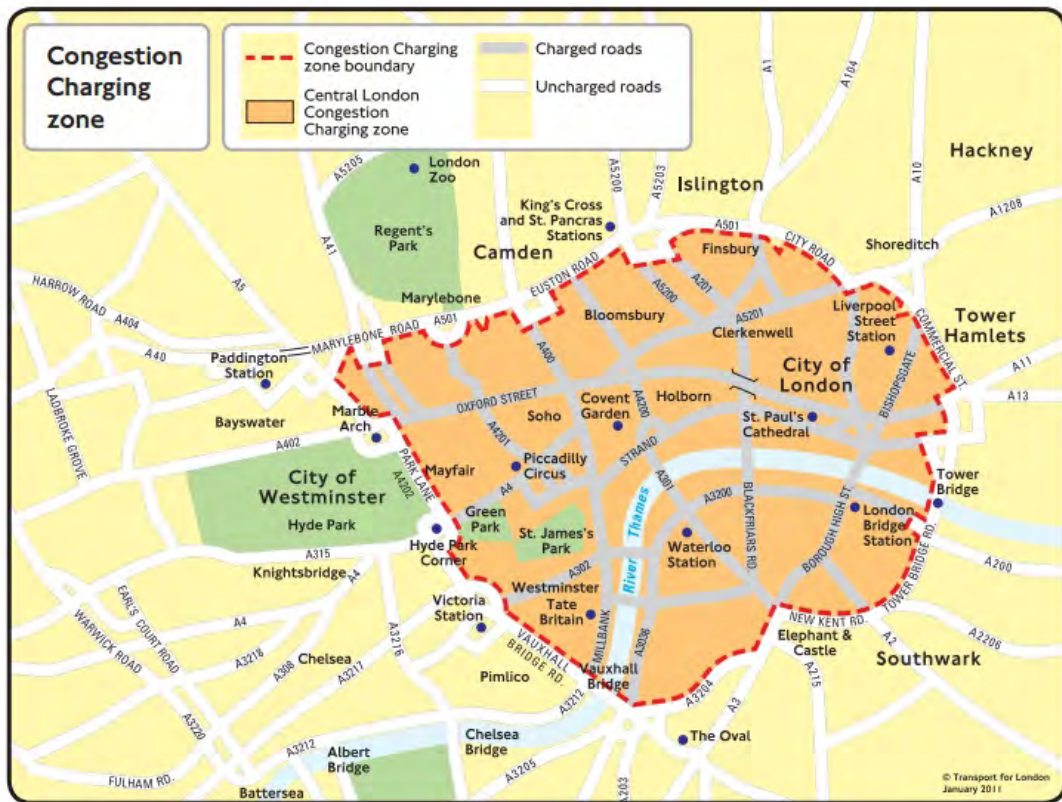 Congestion
Charging
zone
Congestion Charging
zone boundary
Central London
Congestion
Charging zone
Charged roads
Uncharged roads
A1
A104
Hackney
A5205
London
Zoo
A5200
A5203
Islington
A10
A1208
King's Cross
and St. Pancras
Stations
A501
Finsbury
CITY ROAD
Shoreditch
A41
Regent's
Park
Camden
EUSTON ROAD
A5
HARROW ROAD
A404
Marylebone
A501
MARYLEBONE ROAD
A40
Paddington
Station
Bloomsbury
A5200
A201
A5201
Clerkenwell
Liverpool
Street
Station
COMMERCIAL ST.
Tower
Hamlets
A11
A13
A400
City of
London
BISHOPSGATE
LADBROKE GROVE
Bayswater
Marble
Arch
OXFORD STREET
Soho
Covent
Garden
A4200
Holborn
St. Paul's
Cathedral
A402
PARK LANE
A4202
Mayfair
A4201
Piccadilly
Circus
STRAND
City of
Westminster
Hyde Park
A4
Green
Park
St. James's
Park
River Thames
A301
A3200
BLACKFRIARS RD
BOROUGH HIGH ST.
London
Bridge
Station
Tower
Bridge
Hyde Park
Corner
Waterloo
Station
A315
Knightsbridge
A4
A302
TOWER BRIDGE RD.
A200
Westminster
Tate
Britain
Victoria
Station
EARL'S COURT ROAD
WARWICK ROAD
A4
A3218
A308
Chelsea
A3217
A3216
VAUXHALL
BRIDGE RD.
MILLBANK
A3036
NEW KENT RD.
Elephant &
Castle
A2
A2206
Southwark
Pimlico
Vauxhall
Bridge
A3204
A215
A3220
A3212
A3212
Chelsea
Bridge
A3
The Oval
Albert
Bridge
A3205
A203
FULHAM RD.
Battersea
© Transport for London
January 2011